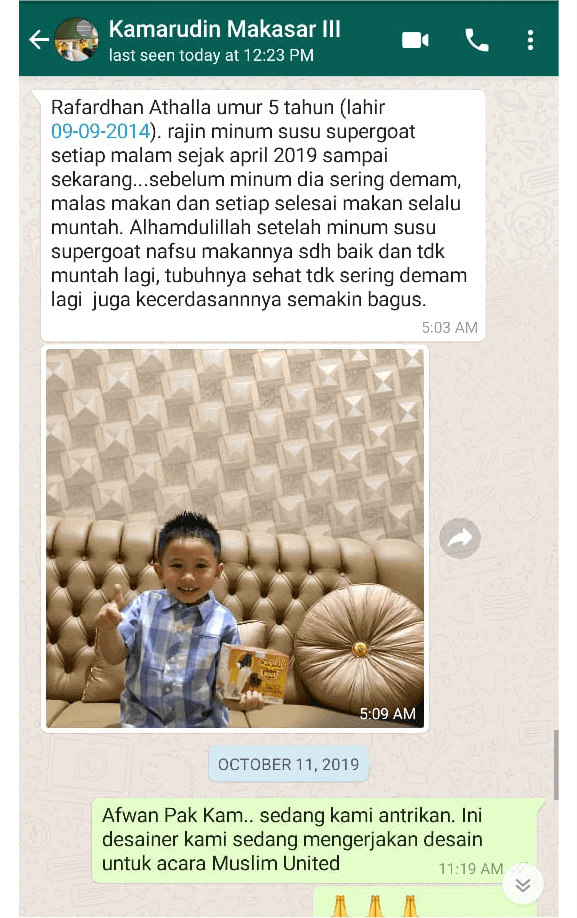 Kamarudin Makasar III
last seen today at 12:23 PM
Rafardhan Athalla umur 5 tahun (lahir
09-09-2014). rajin minum susu supergoat
setiap malam sejak april 2019 sampai
sekarang...sebelum minum dia sering demam,
malas makan dan setiap selesai makan selalu
muntah. Alhamdulillah setelah minum susu
supergoat nafsu makannya sdh baik dan tdk
muntah lagi, tubuhnya sehat tdk sering demam
lagi juga kecerdasannnya semakin bagus.
5:03 AM
5:09 AM
OCTOBER 11, 2019
Afwan Pak Kam.. sedang kami antrikan. Ini
desainer kami sedang mengerjakan desain
untuk acara Muslim United
11:19 AM